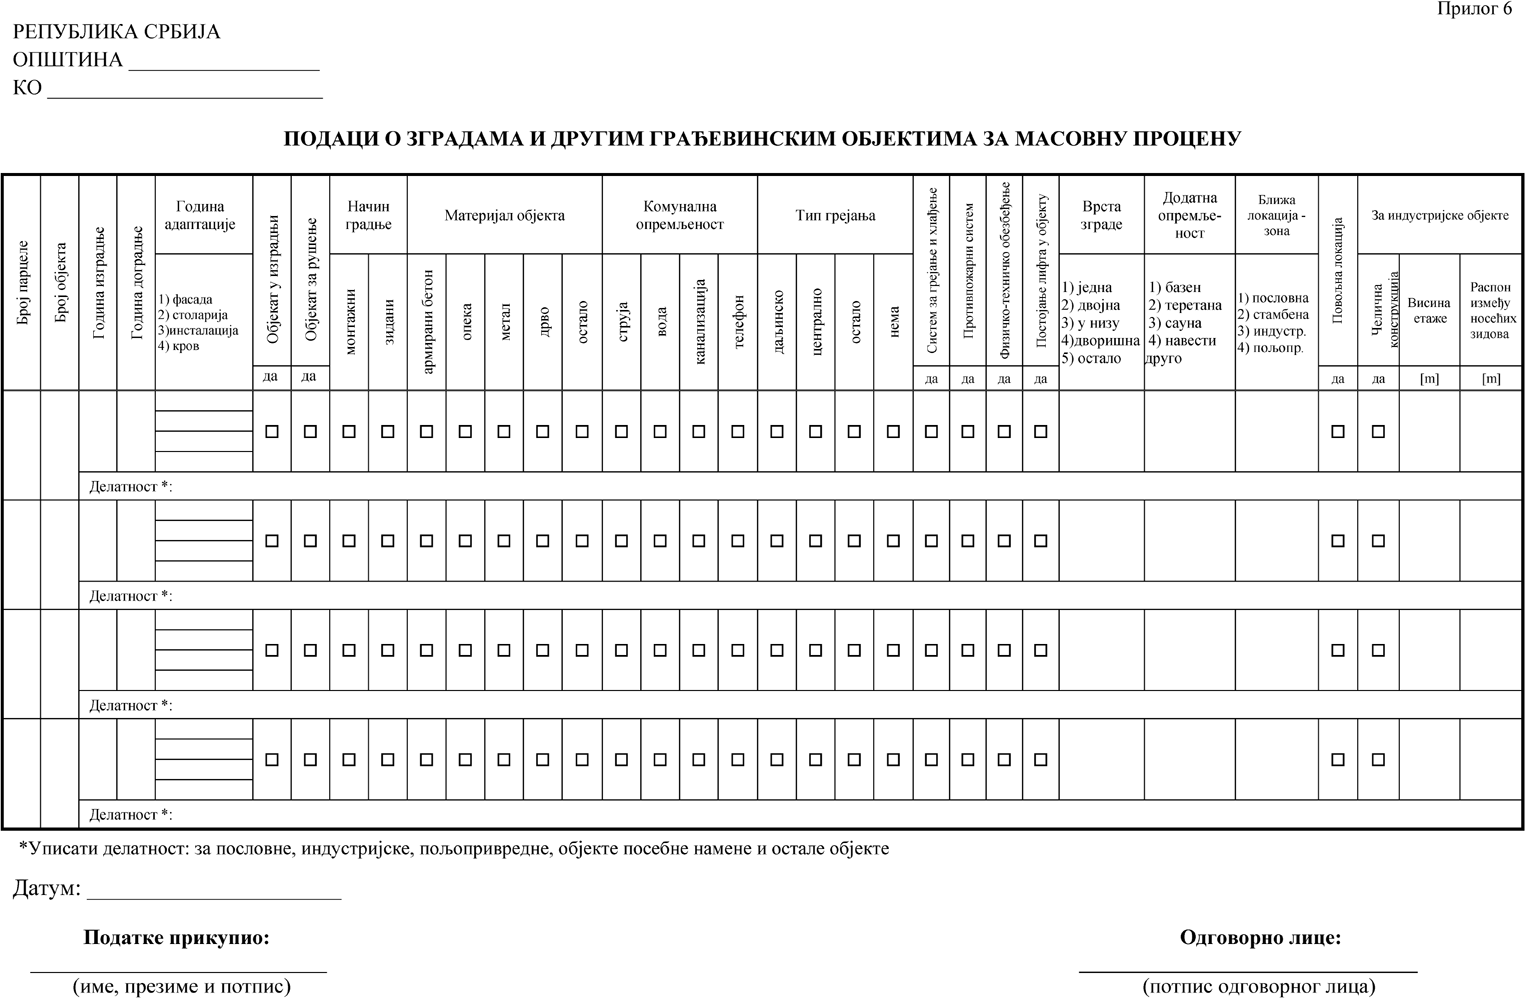 Прилог 6
РЕПУБЛИКА СРБИЈА
ОПШТИНА
КО
ПОДАЦИ О ЗГРАДАМА И ДРУГИМ ГРАЂЕВИНСКИМ ОБЈЕКТИМА ЗА МАСОВНУ ПРОЦЕНУ
Број парцеле
Број објекта
Година изградње
Година доградње
Година
адаптације
1) фасада
2) столарија
3)инсталација
4) кров
Објекат у изградњи
да
Објекат за рушење
да
Начин
градње
монтажни
зидани
Материјал објекта
армирани бетон
опека
метал
дрво
остало
Комунална
опремљеност
струја
вода
канализација
телефон
Тип грејања
даљинско
централно
остало
нема
Систем за грејање и хлађење
да
Противпожарни систем
да
Физичко-техничко обезбеђење
да
Постојање лифта у објекту
да
Врста
зграде
1) једна
2) двојна
3) у низу
4)дворишна
5) остало
Додатна
опремље-
ност
1) базен
2) теретана
3) сауна
4) навести
друго
Ближа
локација -
зона
1) пословна
2) стамбена
3) индустр.
4) пољопр.
Повољна локација
да
За индустријске објекте
Челична
конструкција
да
Висина
етаже
[m]
Распон
између
носећих
зидова
[m]
Делатност *:
Делатност *:
Делатност *:
Делатност *:
*Уписати делатност: за пословне, индустријске, пољопривредне, објекте посебне намене и остале објекте
Датум:
Податке прикупио:
(име, презиме и потпис)
Одговорно лице:
(потпис одговорног лица)